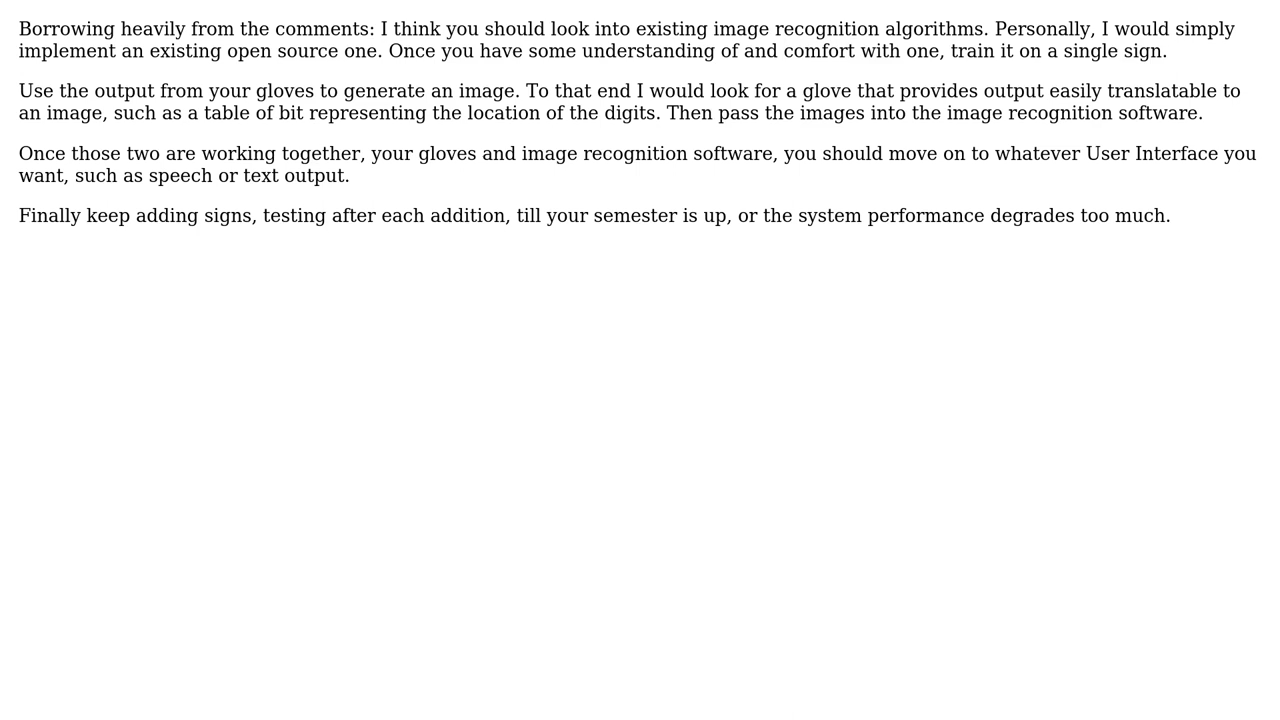 Borrowing heavily from the comments: I think you should look into existing image recognition algorithms. Personally, I would simply
implement an existing open source one. Once you have some understanding of and comfort with one, train it on a single sign.
Use the output from your gloves to generate an image. To that end I would look for a glove that provides output easily translatable to
an image, such as a table of bit representing the location of the digits. Then pass the images into the image recognition software.
Once those two are working together, your gloves and image recognition software, you should move on to whatever User Interface you
want, such as speech or text output.
Finally keep adding signs, testing after each addition, till your semester is up, or the system performance degrades too much.